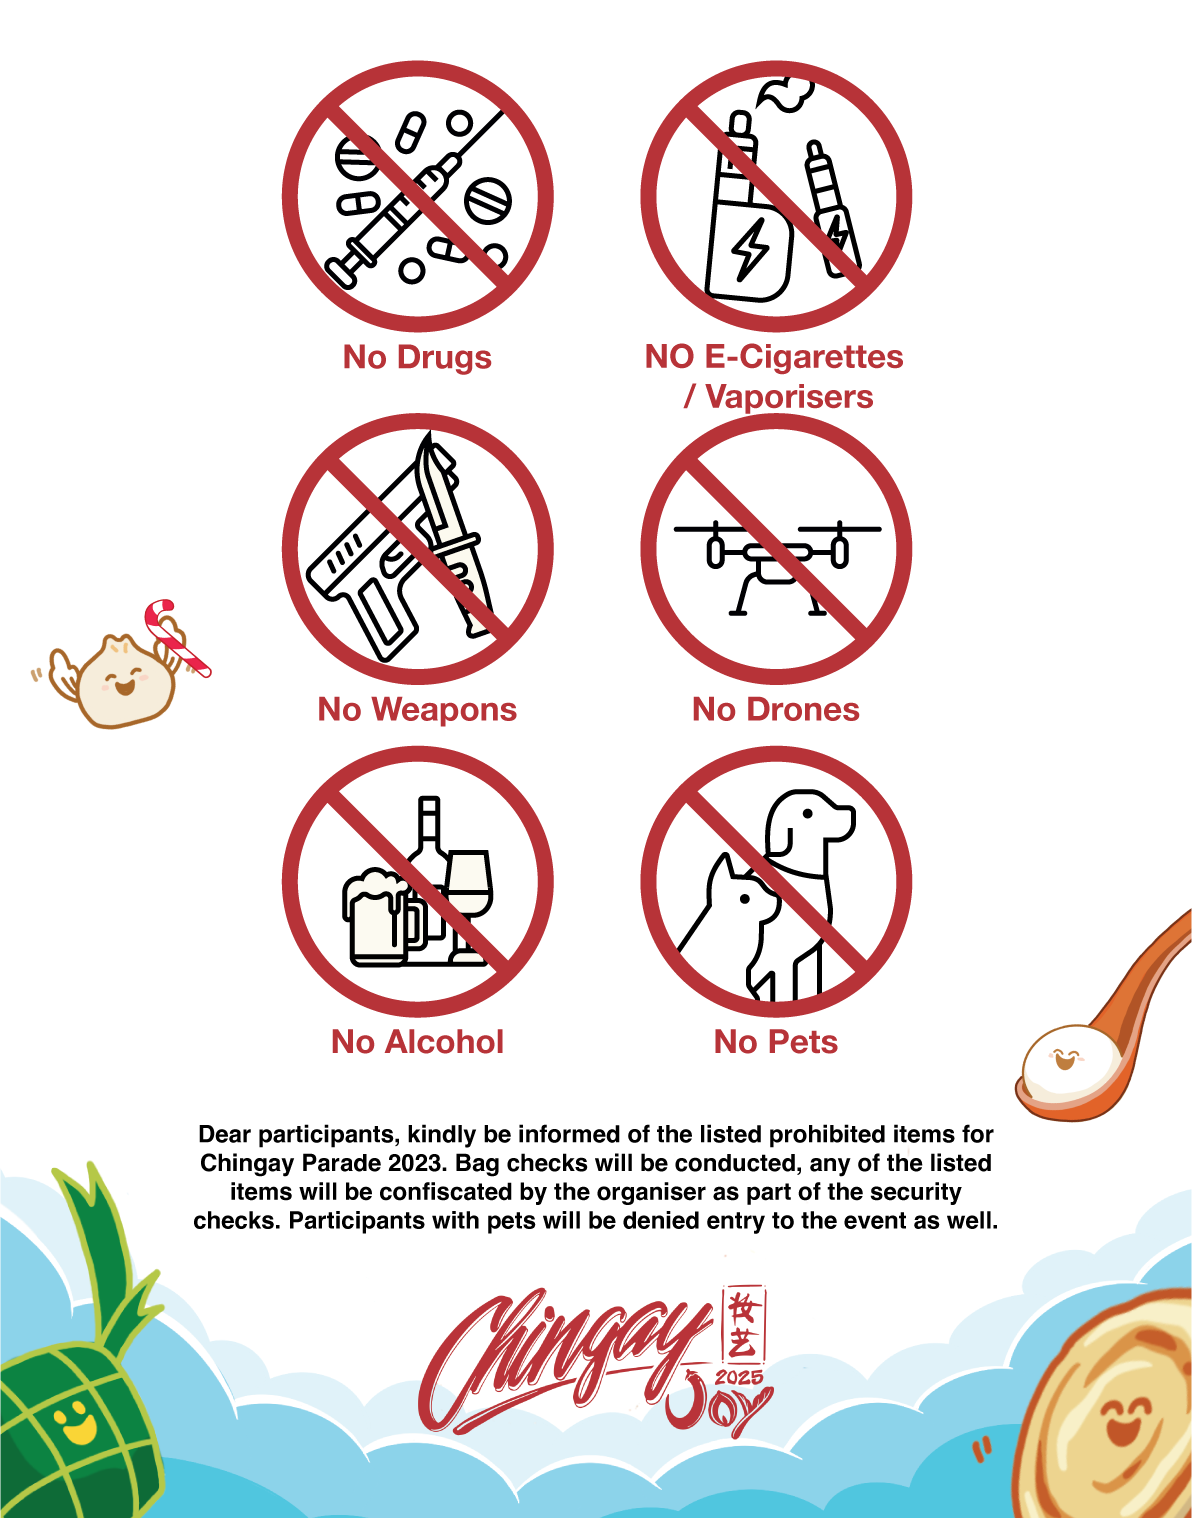 No Drugs
NO E-Cigarettes
/ Vaporisers
No Weapons
No Drones
No Alcohol
No Pets
Dear participants, kindly be informed of the listed prohibited items for
Chingay Parade 2023. Bag checks will be conducted, any of the listed
items will be confiscated by the organiser as part of the security
checks. Participants with pets will be denied entry to the event as well.
Chingay
妆艺
2025
Joy